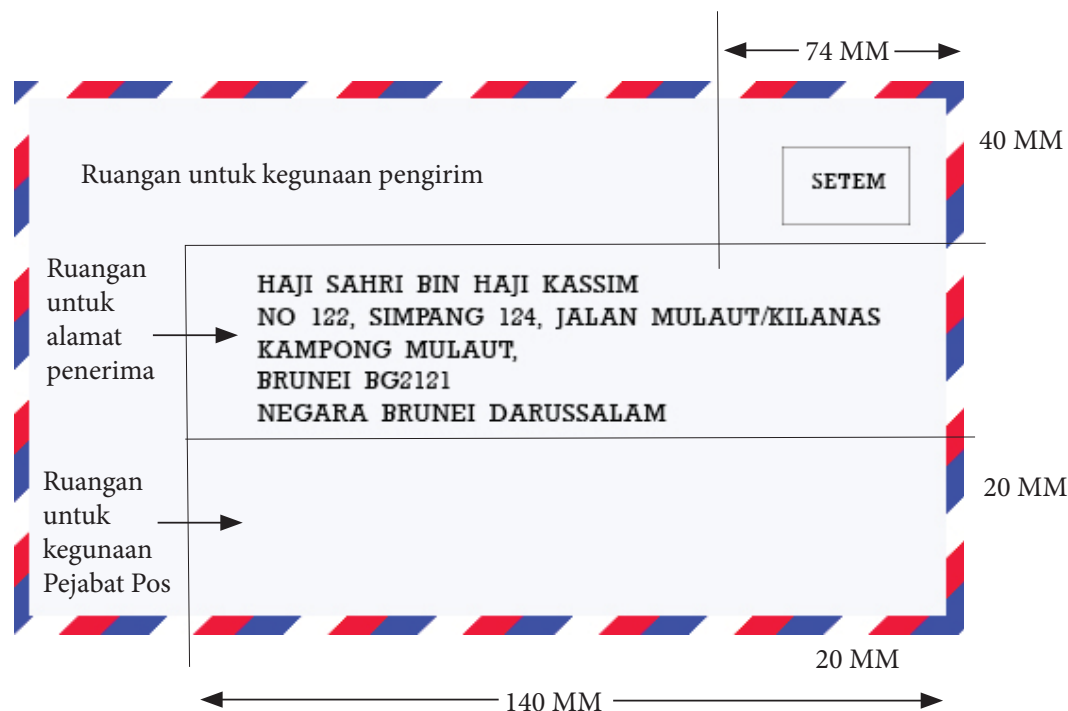 74 MM
40 MM
Ruangan untuk kegunaan pengirim
SETEM
Ruangan
untuk
alamat
penerima
HAJI SAHRI BIN HAJI KASSIM
NO 122, SIMPANG 124, JALAN MULAUT/KILANAS
KAMPONG MULAUT,
BRUNEI BG2121
NEGARA BRUNEI DARUSSALAM
Ruangan
untuk
kegunaan
Pejabat Pos
20 MM
20 MM
140 MM